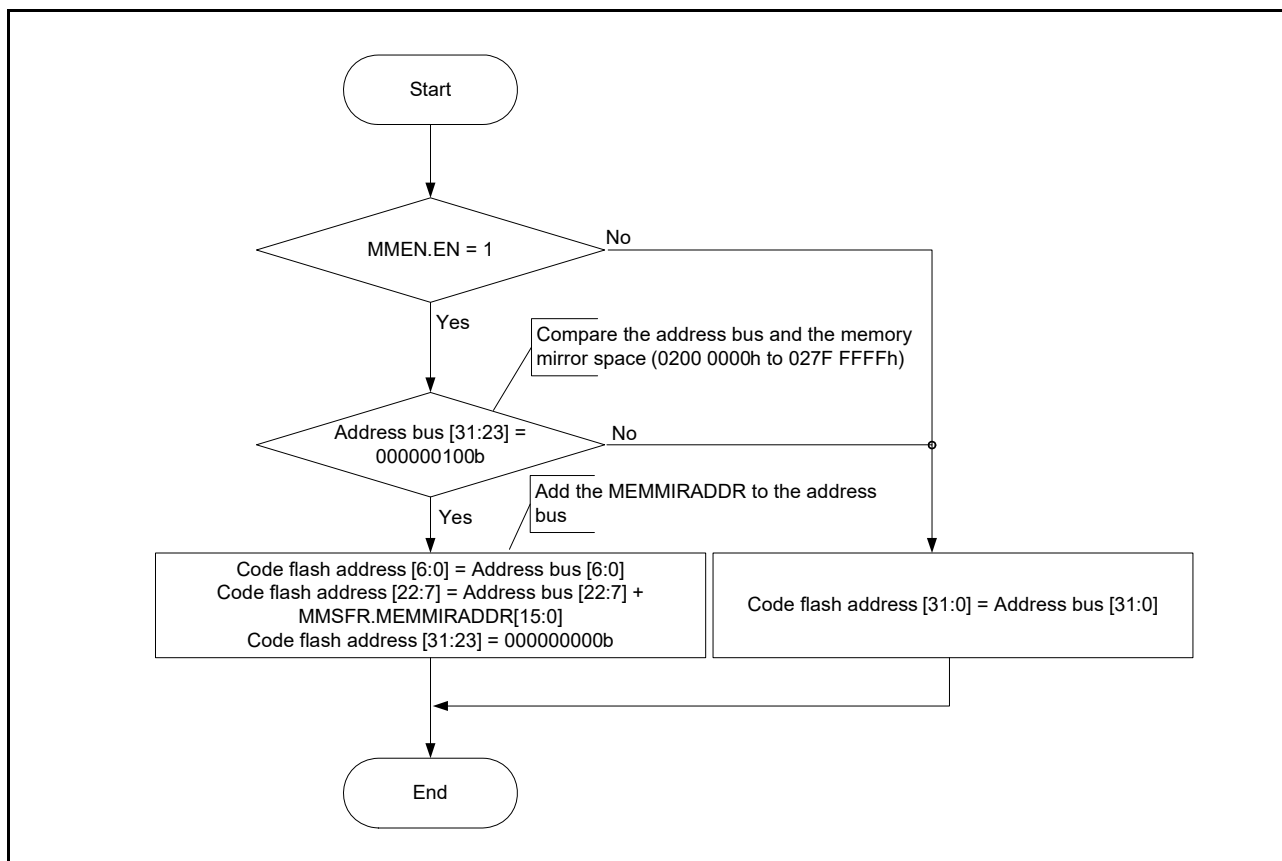 Start
MMEN.EN = 1
No
Yes
Compare the address bus and the memory
mirror space (0200 0000h to 027F FFFFh)
Address bus [31:23] =
000000100b
No
Yes
Add the MEMMIRADDR to the address
bus
Code flash address [6:0] = Address bus [6:0]
Code flash address [22:7] = Address bus [22:7] +
MMSFR.MEMMIRADDR[15:0]
Code flash address [31:23] = 000000000b
Code flash address [31:0] = Address bus [31:0]
End